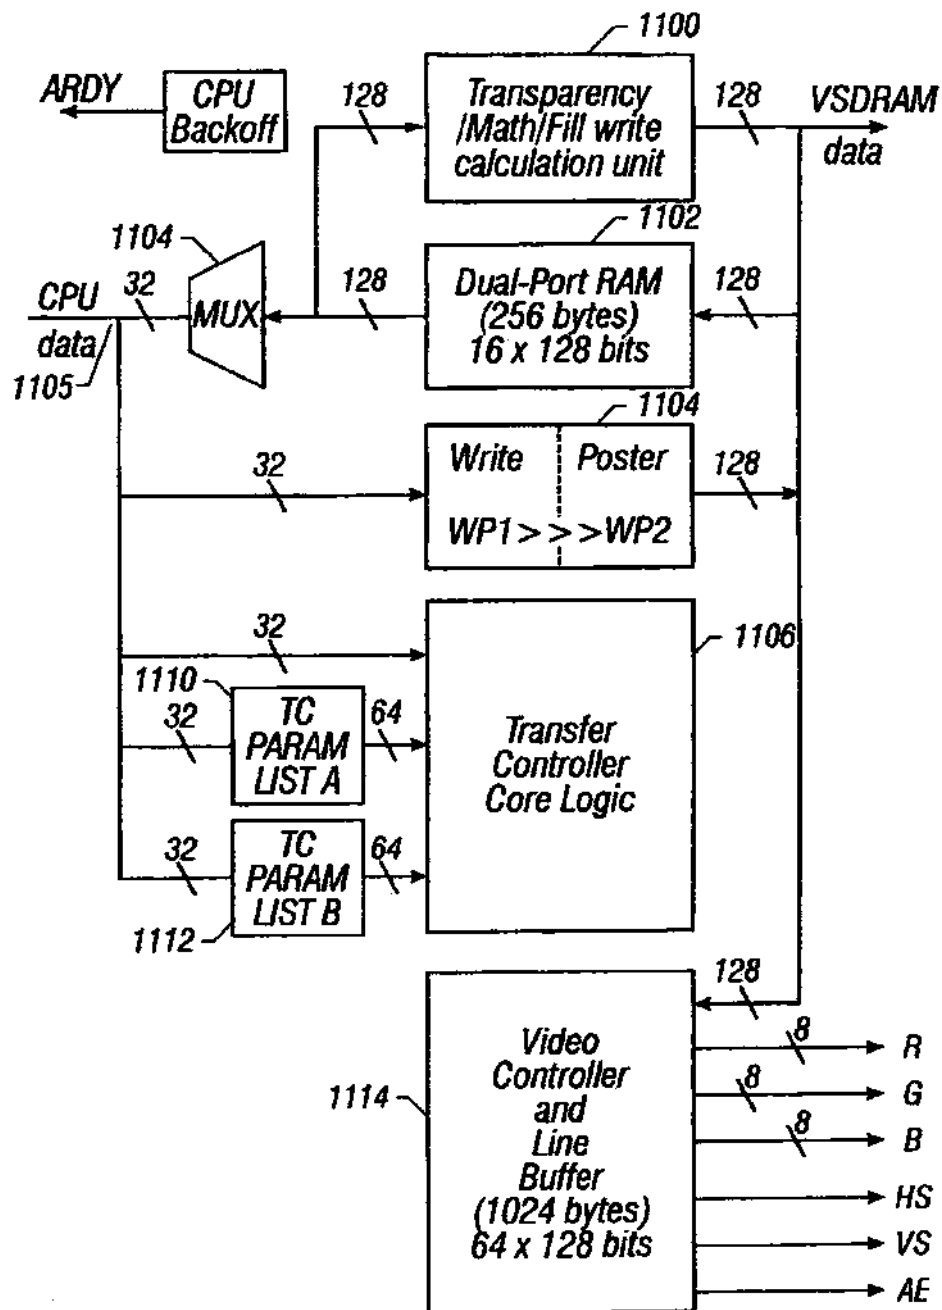 1100
ARDY
CPU
Backoff
128
Transparency
/Math/Fill write
calculation unit
128
VSDRAM
data
1102
1104
CPU
data
32
MUX
128
Dual-Port RAM
(256 bytes)
16 x 128 bits
128
1105
1104
32
Write
Poster
WP1 > > >WP2
128
32
1106
1110
32
TC
PARAM
LIST A
64
Transfer
Controller
Core Logic
32
TC
PARAM
LIST B
64
1112
128
Video
Controller
and
Line
Buffer
(1024 bytes)
64 x 128 bits
1114
8
R
8
G
8
B
HS
VS
AE